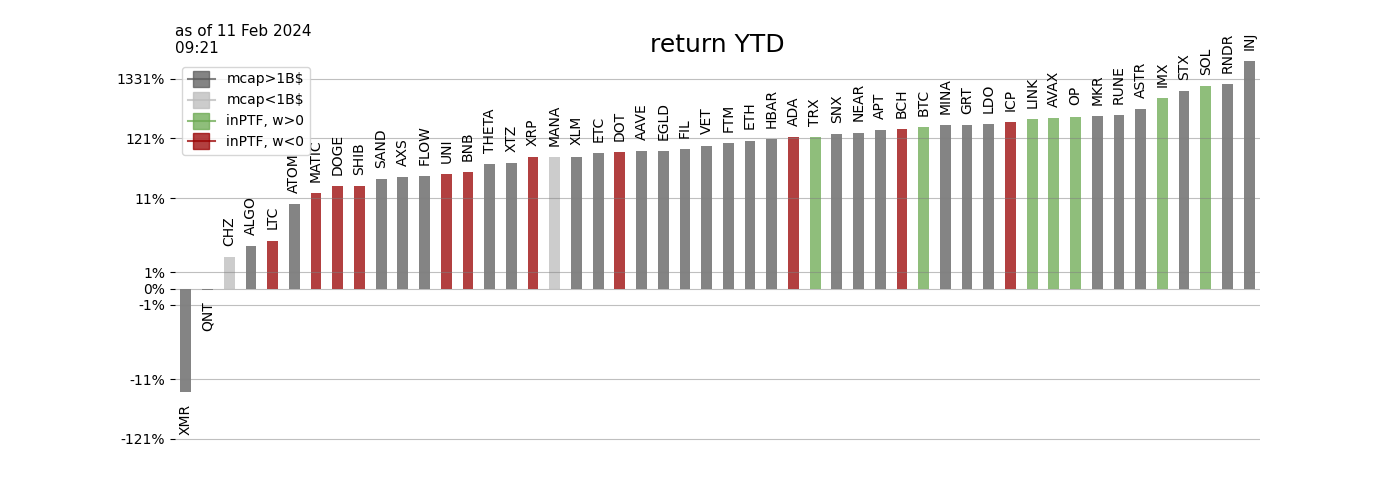 as of 11 Feb 2024
09:21
return YTD
mcap>1B$
mcap<1B$
inPTF, w>0
inPTF, w<0
1331%
121%
11%
1%
0%
-1%
-11%
-121%
XMR
QNT
CHZ
ALGO
LTC
ATOM
MATIC
DOGE
SHIB
SAND
AXS
FLOW
UNI
BNB
THETA
XTZ
XRP
MANA
XLM
ETC
DOT
AAVE
EGLD
FIL
VET
FTM
ETH
HBAR
ADA
TRX
SNX
NEAR
APT
BCH
BTC
MINA
GRT
LDO
ICP
LINK
AVAX
OP
MKR
RUNE
ASTR
IMX
STX
SOL
RNDR
INJ